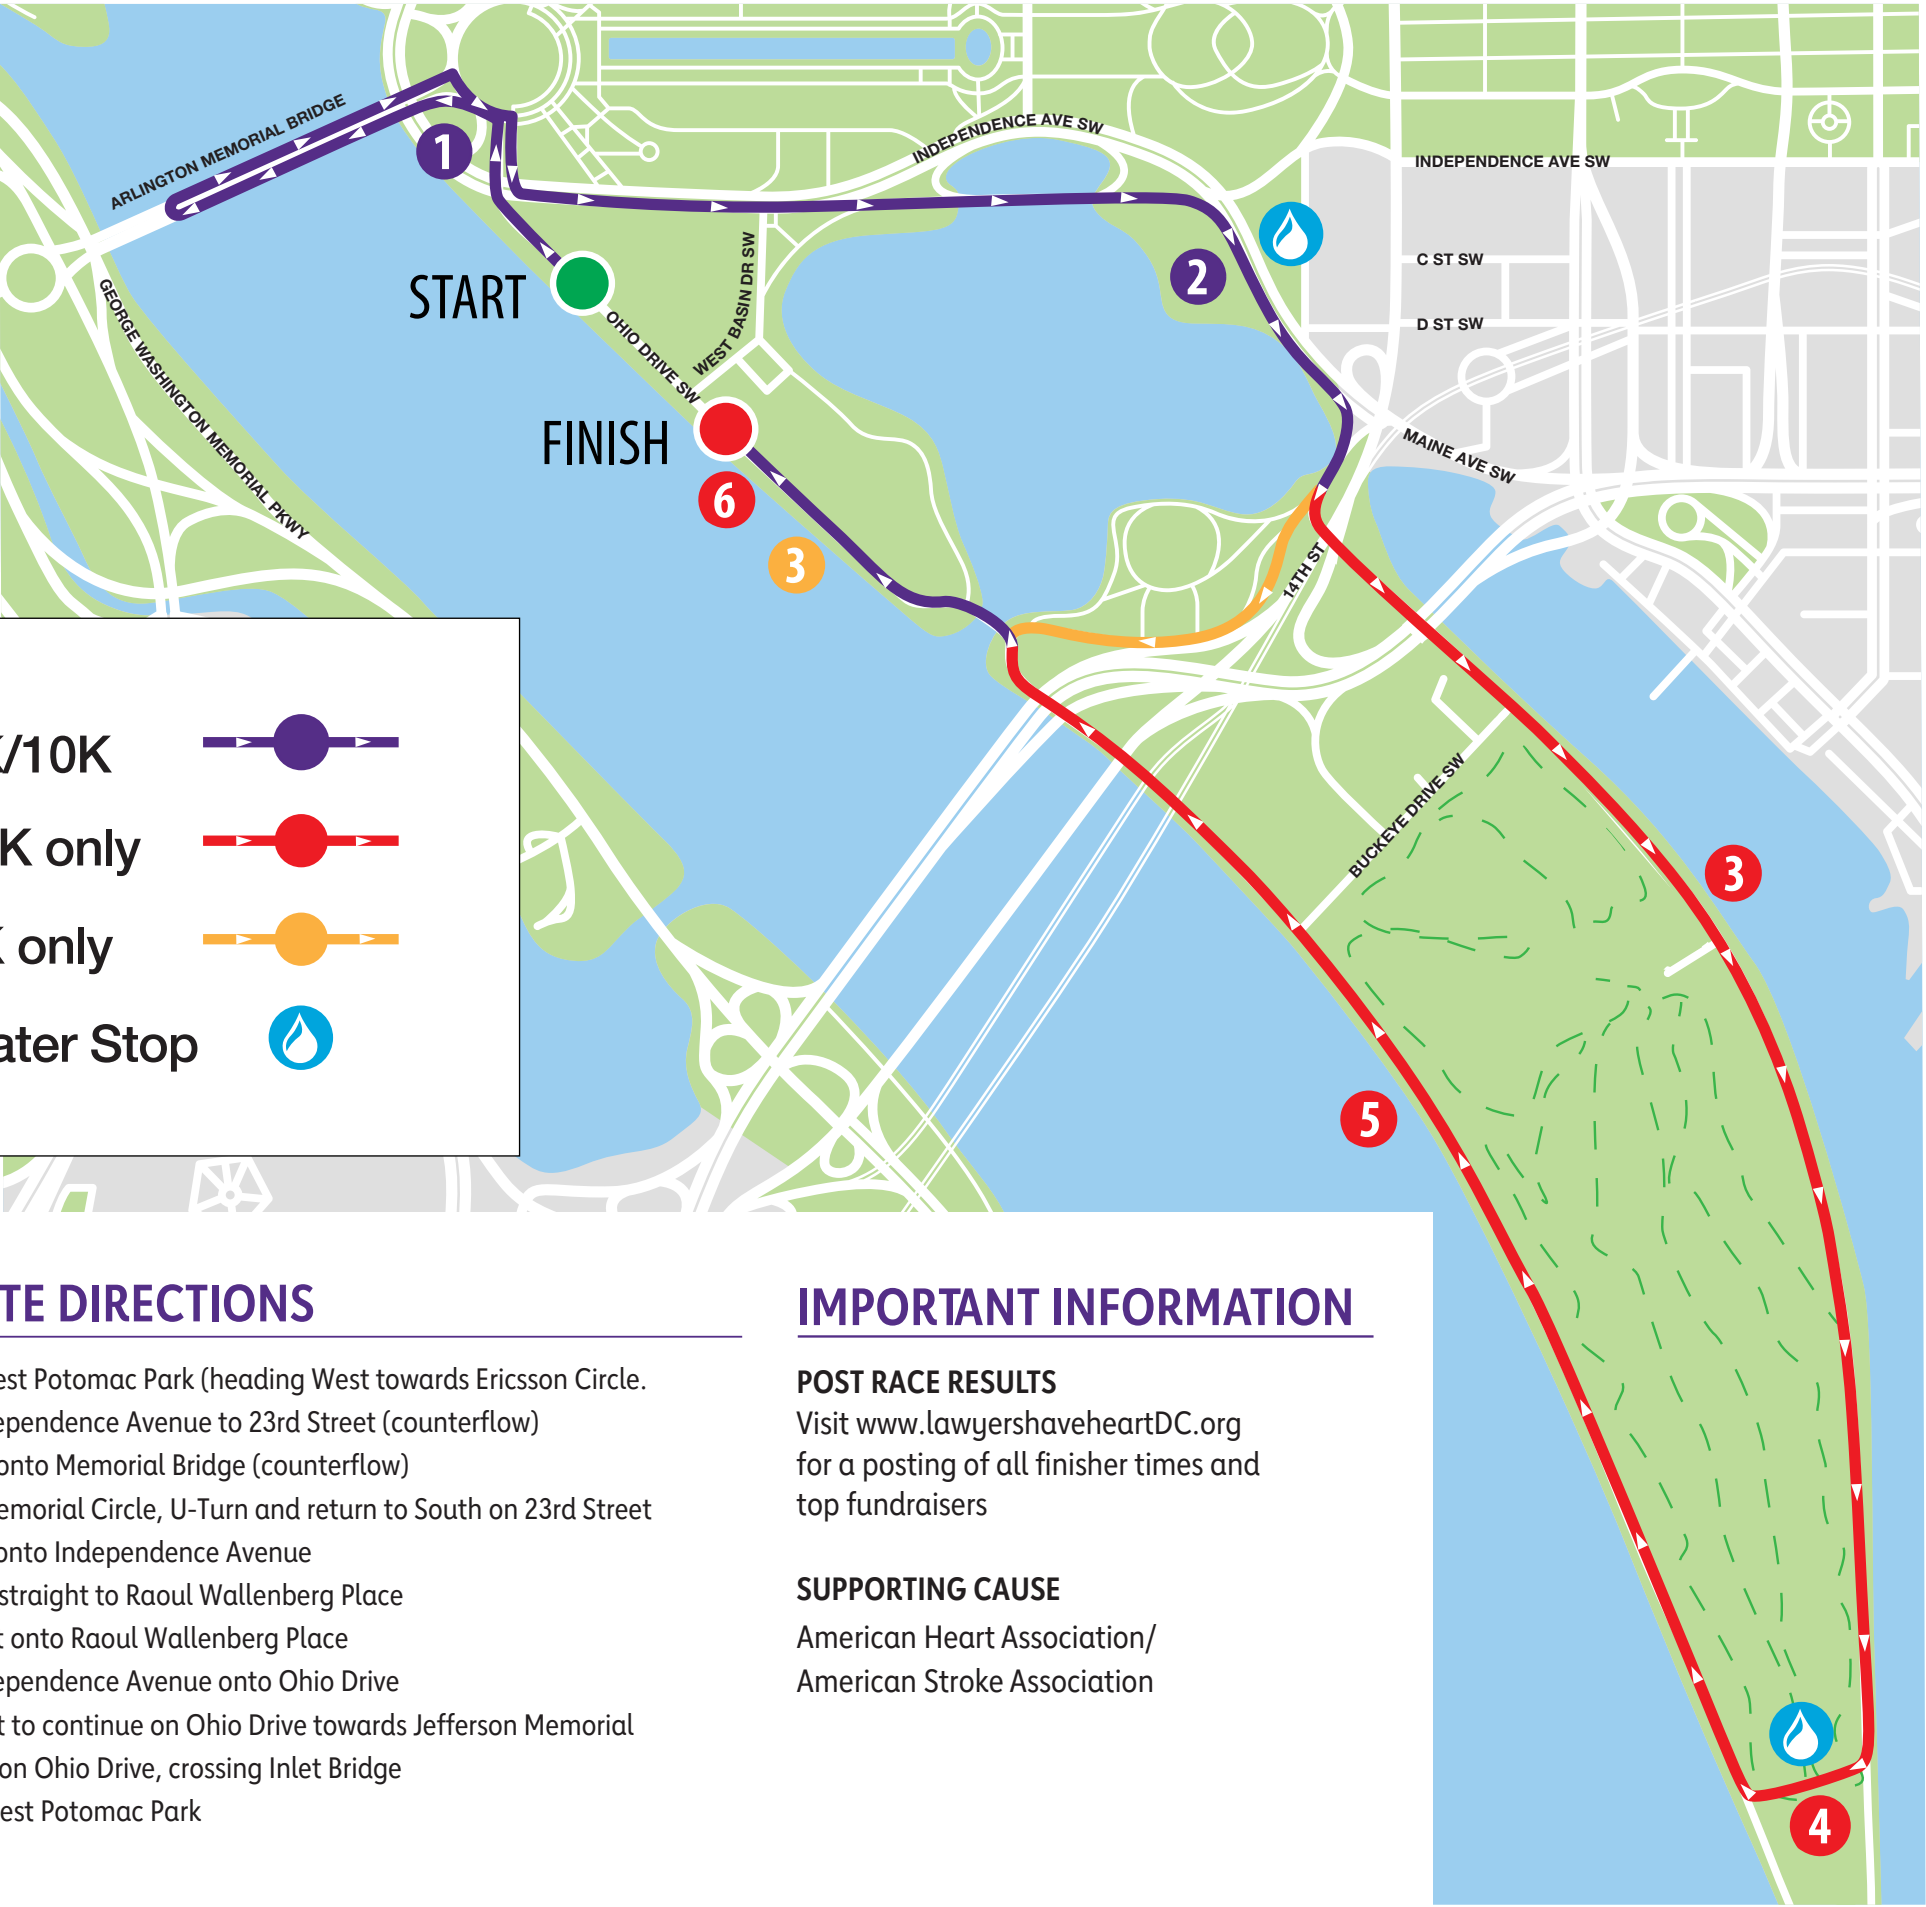 ARLINGTON MEMORIAL BRIDGE
1
INDEPENDENCE AVE SW
INDEPENDENCE AVE SW
C ST SW
D ST SW
2
START
OHIO DRIVE SW
WEST BASIN DR SW
GEORGE WASHINGTON MEMORIAL PKWY
FINISH
6
3
MAINE AVE SW
14TH ST
BUCKEYE DRIVE SW
3
5
4
/10K
K only
only
ater Stop
TE DIRECTIONS
est Potomac Park (heading West towards Ericsson Circle.
ependence Avenue to 23rd Street (counterflow)
onto Memorial Bridge (counterflow)
emorial Circle, U-Turn and return to South on 23rd Street
onto Independence Avenue
straight to Raoul Wallenberg Place
t onto Raoul Wallenberg Place
ependence Avenue onto Ohio Drive
t to continue on Ohio Drive towards Jefferson Memorial
on Ohio Drive, crossing Inlet Bridge
est Potomac Park
IMPORTANT INFORMATION
POST RACE RESULTS
Visit www.lawyershaveheartDC.org
for a posting of all finisher times and
top fundraisers
SUPPORTING CAUSE
American Heart Association/
American Stroke Association